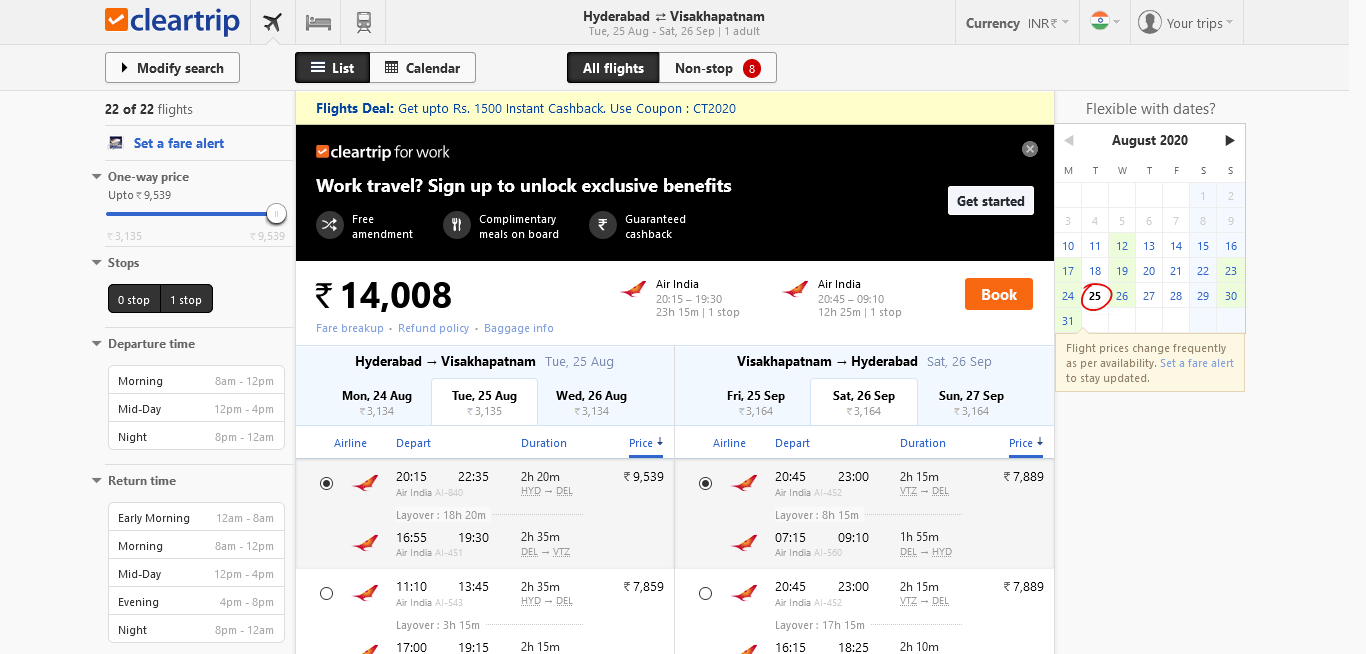 cleartrip
Hyderabad ⇄ Visakhapatnam
Tue, 25 Aug - Sat, 26 Sep | 1 adult
Currency INR₹
Your trips
Modify search
List
Calendar
All flights
Non-stop 8
22 of 22 flights
Set a fare alert
One-way price
Upto ₹ 9,539
₹ 3,135 ₹ 9,539
Stops
0 stop 1 stop
Departure time
Morning 8am - 12pm
Mid-Day 12pm - 4pm
Night 8pm - 12am
Return time
Early Morning 12am - 8am
Morning 8am - 12pm
Mid-Day 12pm - 4pm
Evening 4pm - 8pm
Night 8pm - 12am
Flights Deal: Get upto Rs. 1500 Instant Cashback. Use Coupon : CT2020
cleartrip for work
Work travel? Sign up to unlock exclusive benefits
Free
amendment
Complimentary
meals on board
Guaranteed
cashback
Get started
₹ 14,008
Fare breakup • Refund policy • Baggage info
Air India
20:15 – 19:30
23h 15m | 1 stop
Air India
20:45 – 09:10
12h 25m | 1 stop
Book
Hyderabad → Visakhapatnam Tue, 25 Aug
Mon, 24 Aug Tue, 25 Aug Wed, 26 Aug
₹ 3,134 ₹ 3,135 ₹ 3,134
Airline Depart Duration Price ↓
20:15 22:35 2h 20m ₹ 9,539
Air India AI-840 HYD → DEL
Layover : 18h 20m
16:55 19:30 2h 35m
Air India AI-451 DEL → VTZ
11:10 13:45 2h 35m ₹ 7,859
Air India AI-543 HYD → DEL
Layover : 3h 15m
17:00 19:15 2h 15m
Visakhapatnam → Hyderabad Sat, 26 Sep
Fri, 25 Sep Sat, 26 Sep Sun, 27 Sep
₹ 3,164 ₹ 3,164 ₹ 3,164
Airline Depart Duration Price ↓
20:45 23:00 2h 15m ₹ 7,889
Air India AI-452 VTZ → DEL
Layover : 8h 15m
07:15 09:10 1h 55m
Air India AI-560 DEL → HYD
20:45 23:00 2h 15m ₹ 7,889
Air India AI-452 VTZ → DEL
Layover : 17h 15m
16:15 18:25 2h 10m
Flexible with dates?
August 2020
M T W T F S S
1 2
3 4 5 6 7 8 9
10 11 12 13 14 15 16
17 18 19 20 21 22 23
24 25 26 27 28 29 30
31
Flight prices change frequently
as per availability. Set a fare alert
to stay updated.